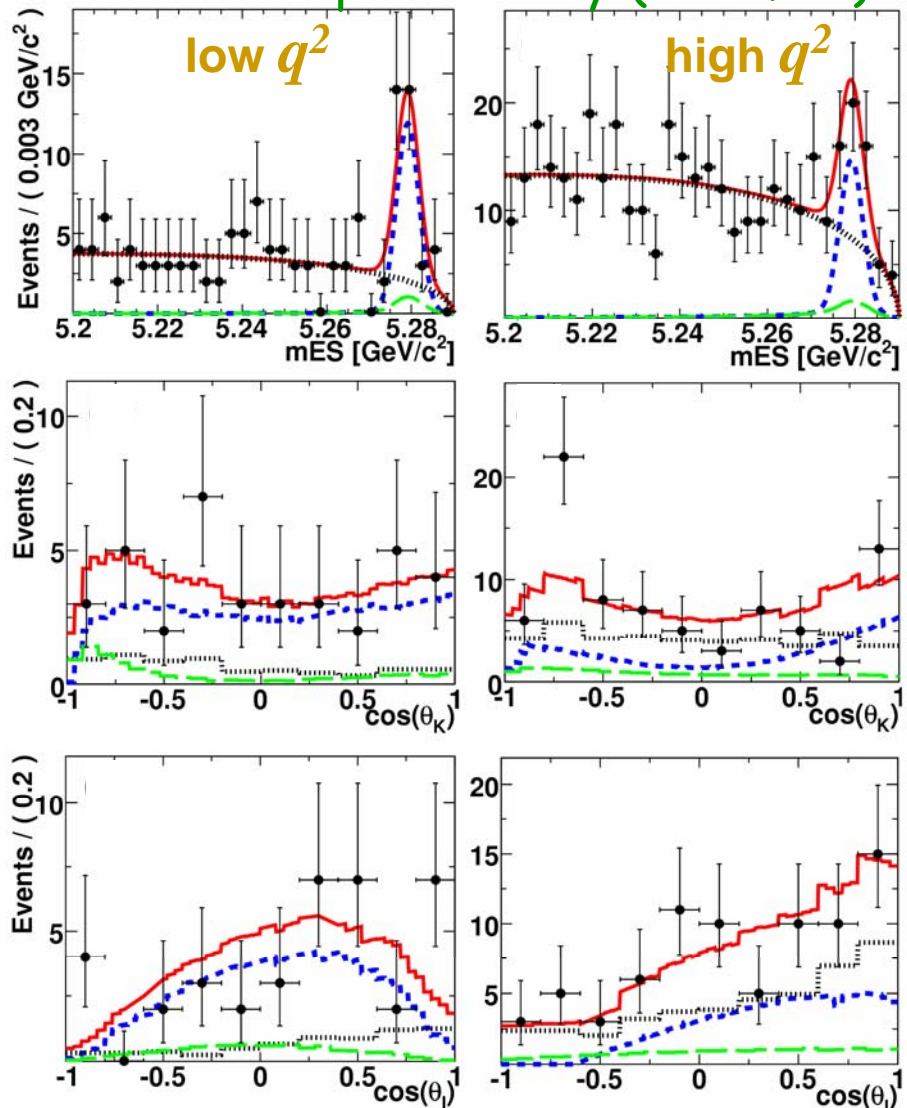 low q²
high q²
Events / ( 0.003 GeV/c² )
15
10
5
5.2 5.22 5.24 5.26 5.28
mES [GeV/c²]
20
10
5.2 5.22 5.24 5.26 5.28
mES [GeV/c²]
Events / ( 0.2
10
5
0
-1 -0.5 0 0.5 1
cos(θK)
20
10
0
-1 -0.5 0 0.5 1
cos(θK)
Events / ( 0.2
10
5
-1 -0.5 0 0.5 1
cos(θl)
20
15
10
5
-1 -0.5 0 0.5 1
cos(θl)